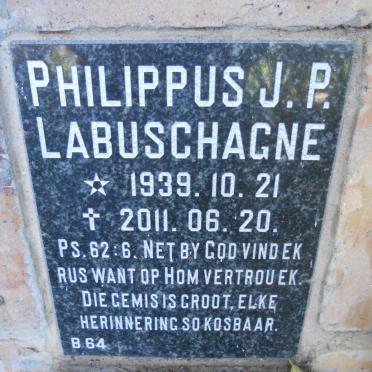 PHILIPPUS J. P.
LABUSCHAGNE
☆ 1939. 10. 21
✝ 2011. 06. 20.
PS. 62:6. NET BY GOD VIND EK
RUS WANT OP HOM VERTROU EK.
DIE GEMIS IS GROOT, ELKE
HERINNERING SO KOSBAAR.
B 64